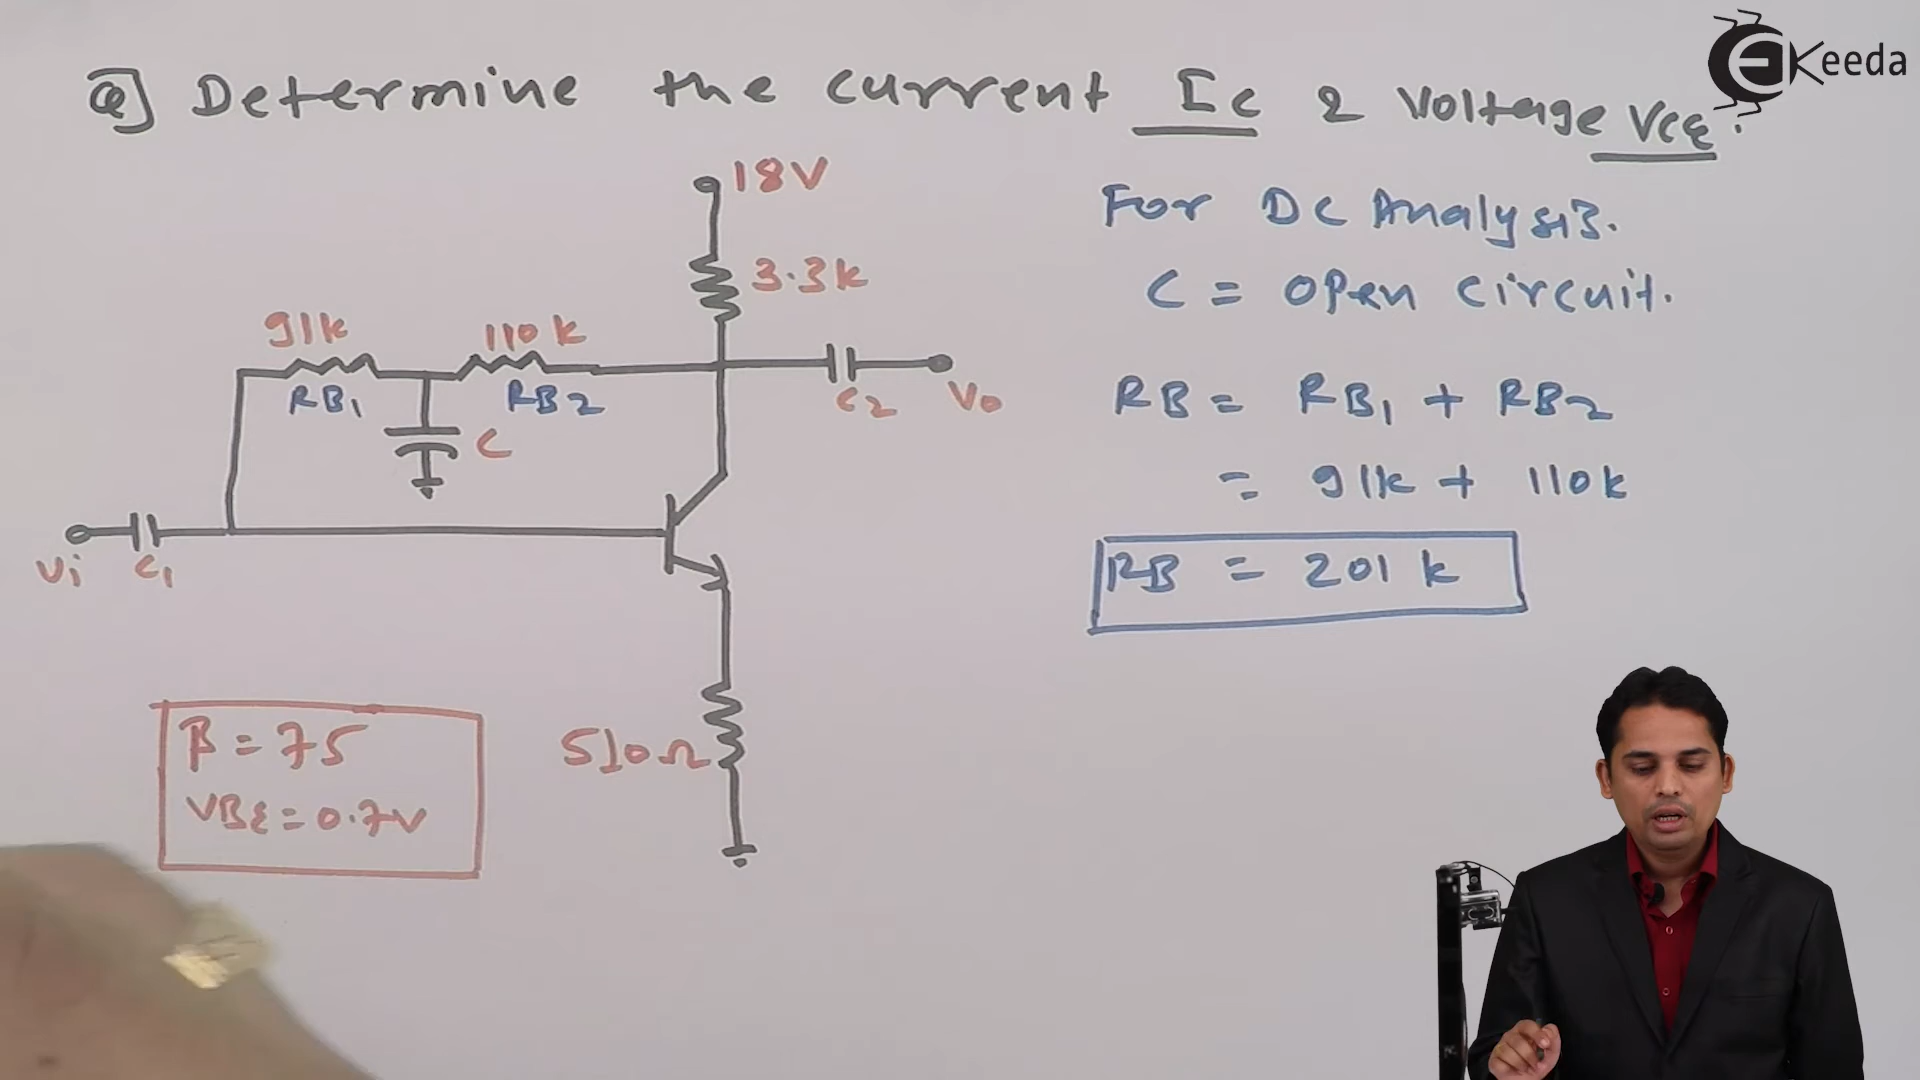 EKeeda
Q] Determine the current Ic & Voltage VCE.
18V
3.3k
91k
110k
RB1
RB2
C
C2
Vo
Vi
C1
510Ω
β = 75
VBE = 0.7V
For DC Analysis.
C = open circuit.
RB = RB1 + RB2
= 91k + 110k
RB = 201 k